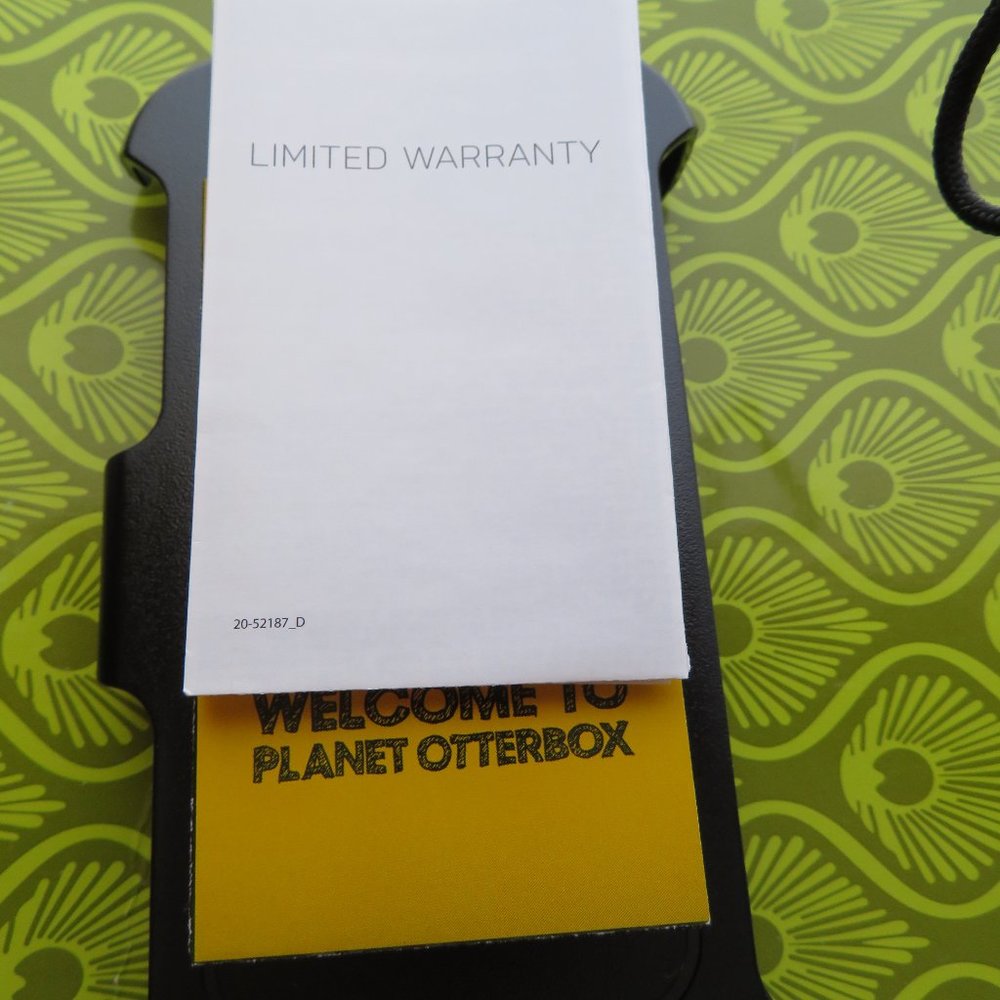 LIMITED WARRANTY
20-52187_D
WELCOME TO
PLANET OTTERBOX